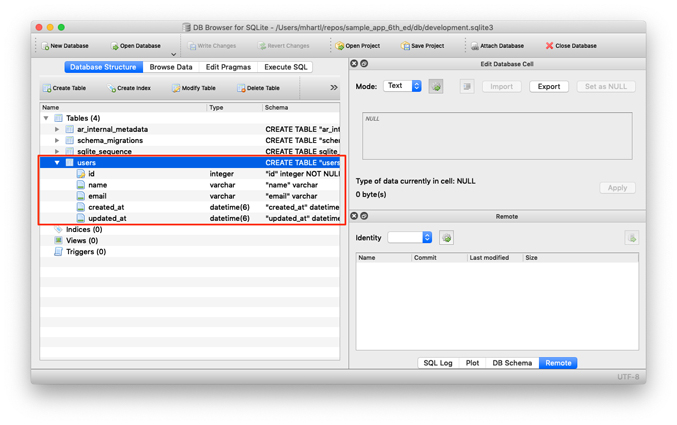 DB Browser for SQLite - /Users/mhartl/repos/sample_app_6th_ed/db/development.sqlite3
New Database Open Database Write Changes Revert Changes Open Project Save Project Attach Database Close Database
Database Structure Browse Data Edit Pragmas Execute SQL
Create Table Create Index Modify Table Delete Table >>
Name Type Schema
Tables (4)
ar_internal_metadata CREATE TABLE "ar_int
schema_migrations CREATE TABLE "schema
sqlite_sequence CREATE TABLE sqlite_
users CREATE TABLE "users
id integer "id" integer NOT NULL
name varchar "name" varchar
email varchar "email" varchar
created_at datetime(6) "created_at" datetime
updated_at datetime(6) "updated_at" datetime
Indices (0)
Views (0)
Triggers (0)
Edit Database Cell
Mode: Text Import Export Set as NULL
NULL
Type of data currently in cell: NULL
0 byte(s)
Apply
Remote
Identity
Name Commit Last modified Size
SQL Log Plot DB Schema Remote
UTF-8